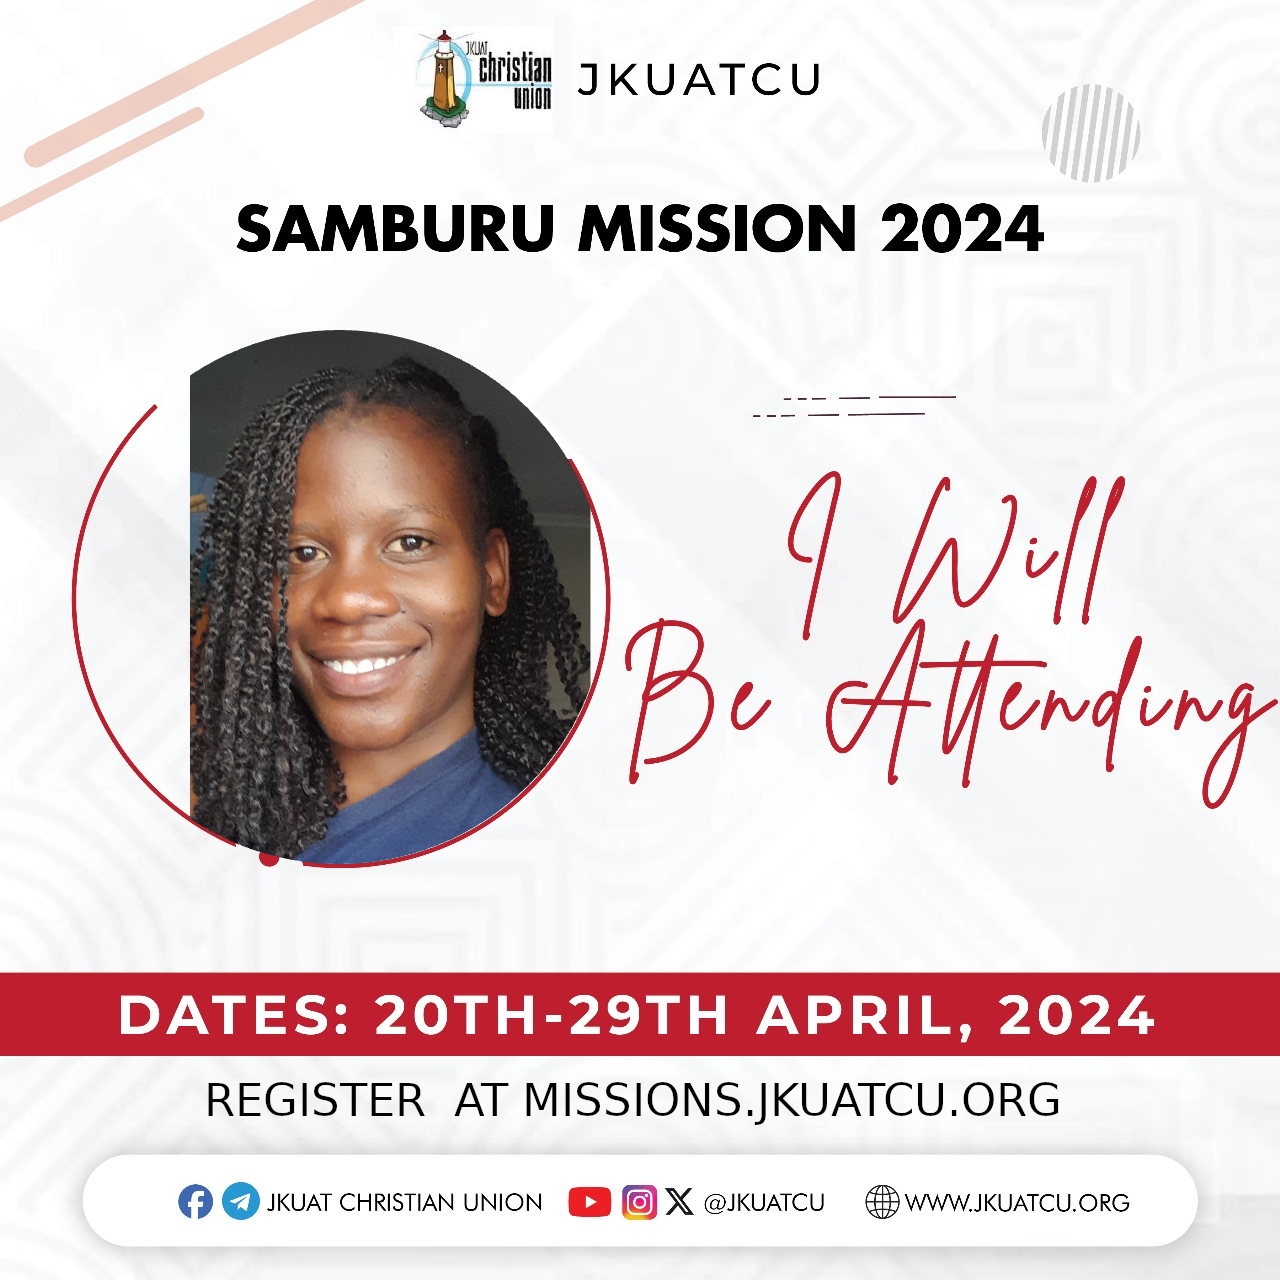 JKUAT
christian
union
JKUATCU
SAMBURU MISSION 2024
I Will
Be Attending
DATES: 20TH-29TH APRIL, 2024
REGISTER  AT MISSIONS.JKUATCU.ORG
JKUAT CHRISTIAN UNION @JKUATCU WWW.JKUATCU.ORG